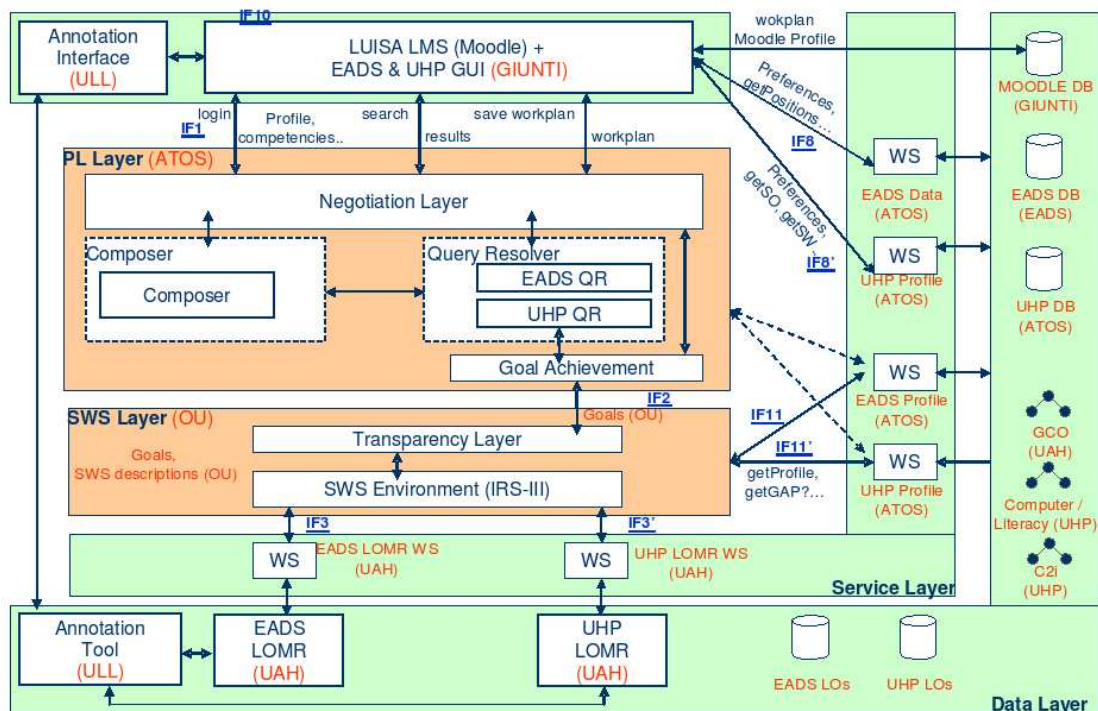 IF10
Annotation
Interface
(ULL)
LUISA LMS (Moodle) +
EADS & UHP GUI (GIUNTI)
wokplan
Moodle Profile
MOODLE DB
(GIUNTI)
login
IF1
Profile,
competencies..
search
results
save workplan
workplan
Preferences,
getPositions...
IF8
WS
EADS Data
(ATOS)
EADS DB
(EADS)
PL Layer (ATOS)
Negotiation Layer
Preferences,
getSO, getSW...
IF8'
WS
UHP Profile
(ATOS)
UHP DB
(ATOS)
Composer
Composer
Query Resolver
EADS QR
UHP QR
Goal Achievement
WS
EADS Profile
(ATOS)
IF2
Goals (OU)
SWS Layer (OU)
Goals,
SWS descriptions (OU)
Transparency Layer
SWS Environment (IRS-III)
IF11
IF11'
getProfile,
getGAP?...
WS
UHP Profile
(ATOS)
GCO
(UAH)
Computer /
Literacy (UHP)
C2i
(UHP)
IF3
WS
EADS LOMR WS
(UAH)
IF3'
WS
UHP LOMR WS
(UAH)
Service Layer
Annotation
Tool
(ULL)
EADS
LOMR
(UAH)
UHP
LOMR
(UAH)
EADS LOs
UHP LOs
Data Layer